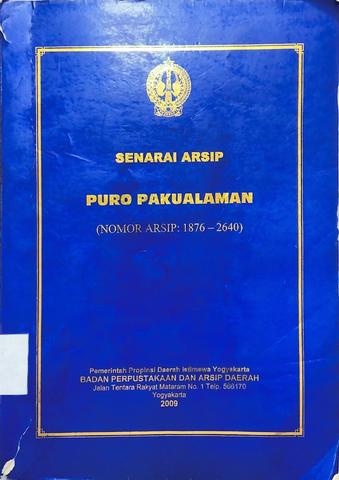 SENARAI ARSIP
PURO PAKUALAMAN
(NOMOR ARSIP: 1876 – 2640)
Pemerintah Propinsi Daerah Istimewa Yogyakarta
BADAN PERPUSTAKAAN DAN ARSIP DAERAH
Jalan Tentara Rakyat Mataram No. 1 Telp. 566170
Yogyakarta
2009